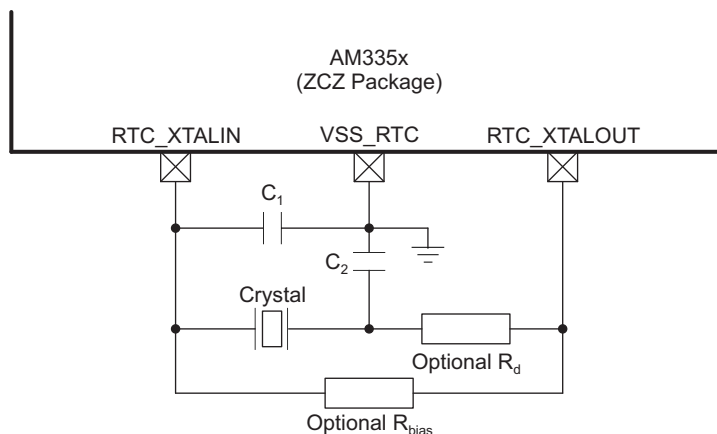 AM335x
(ZCZ Package)
RTC_XTALIN VSS_RTC RTC_XTALOUT
C1
C2
Crystal
Optional Rd
Optional Rbias